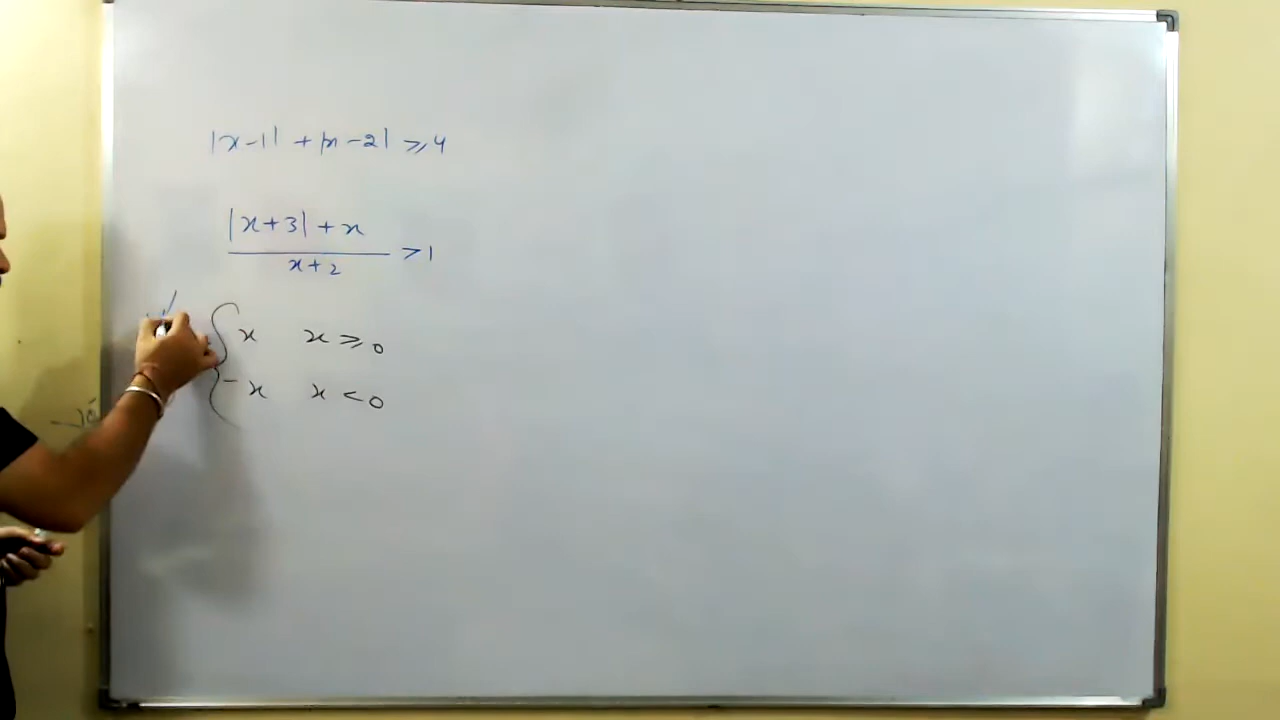 |x-1| + |x-2| ≥ 4
|x+3| + x
x+2
> 1
{ x x ≥ 0
-x x < 0